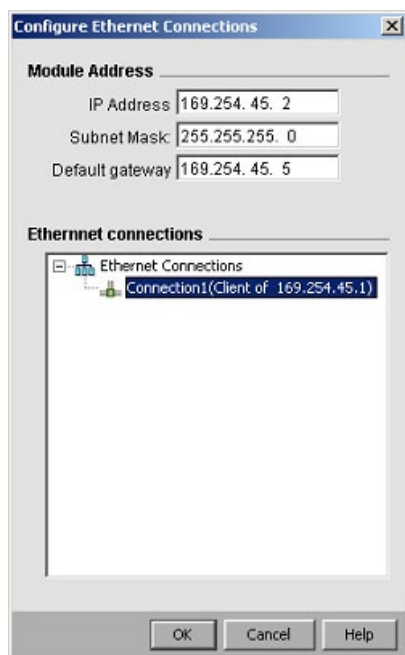 Configure Ethernet Connections
Module Address
IP Address 169.254. 45. 2
Subnet Mask: 255.255.255. 0
Default gateway 169.254. 45. 5
Ethernnet connections
Ethernet Connections
Connection1(Client of 169.254.45.1)
OK Cancel Help